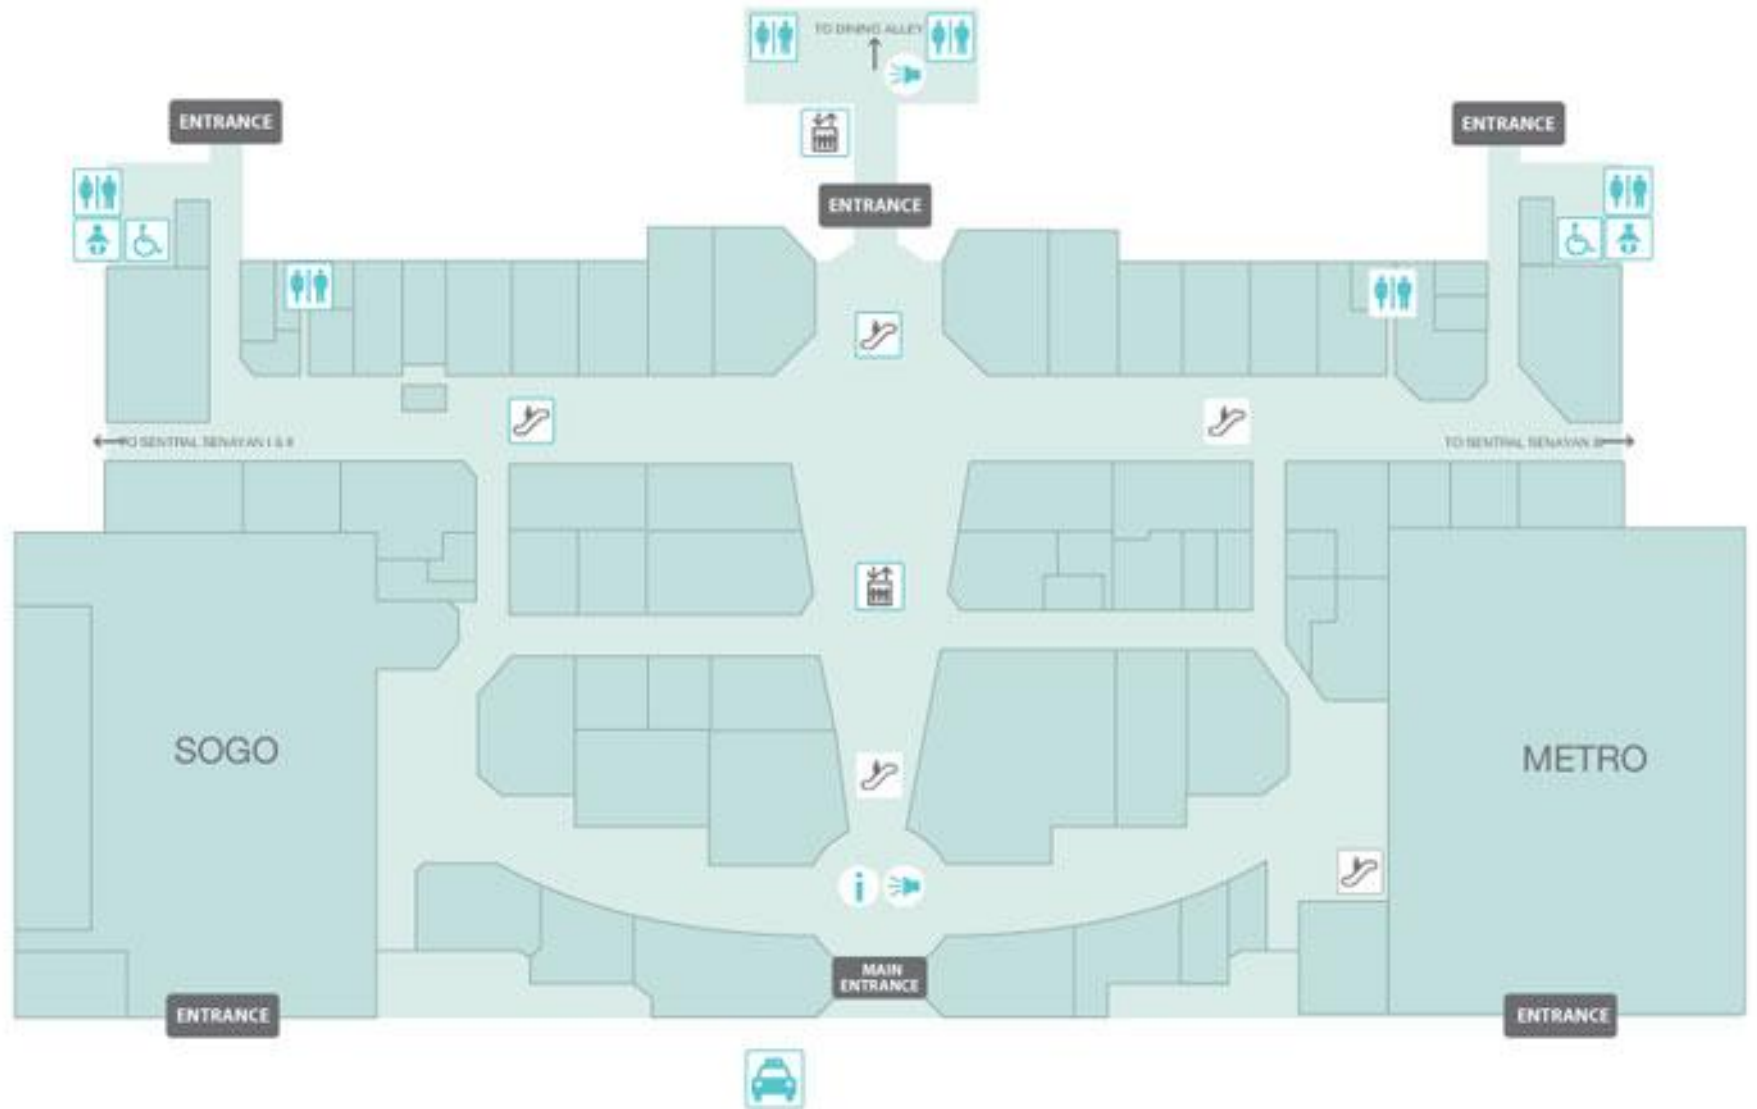 TO DINING ALLEY
ENTRANCE
ENTRANCE
ENTRANCE
TO SENTRAL SENAYAN I & II
TO SENTRAL SENAYAN
SOGO
METRO
i
MAIN
ENTRANCE
ENTRANCE
ENTRANCE